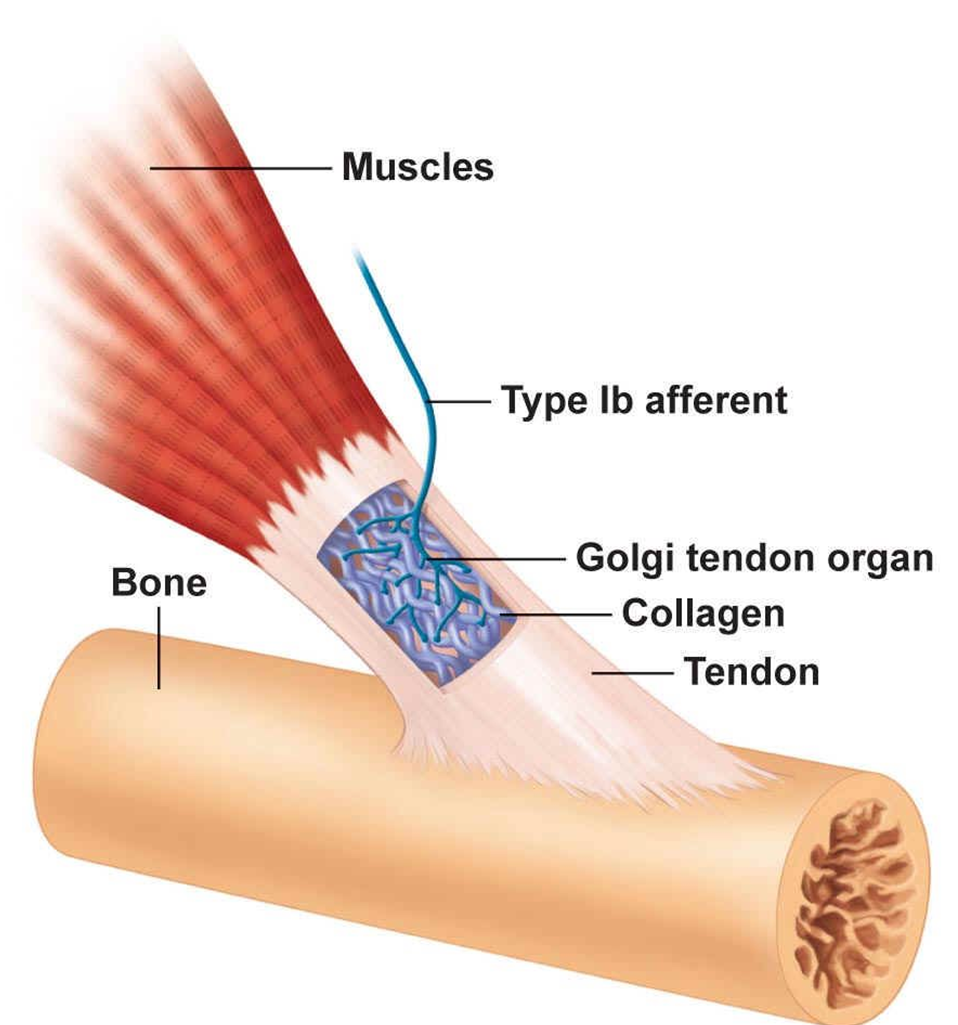 Muscles
Type Ib afferent
Golgi tendon organ
Bone
Collagen
Tendon